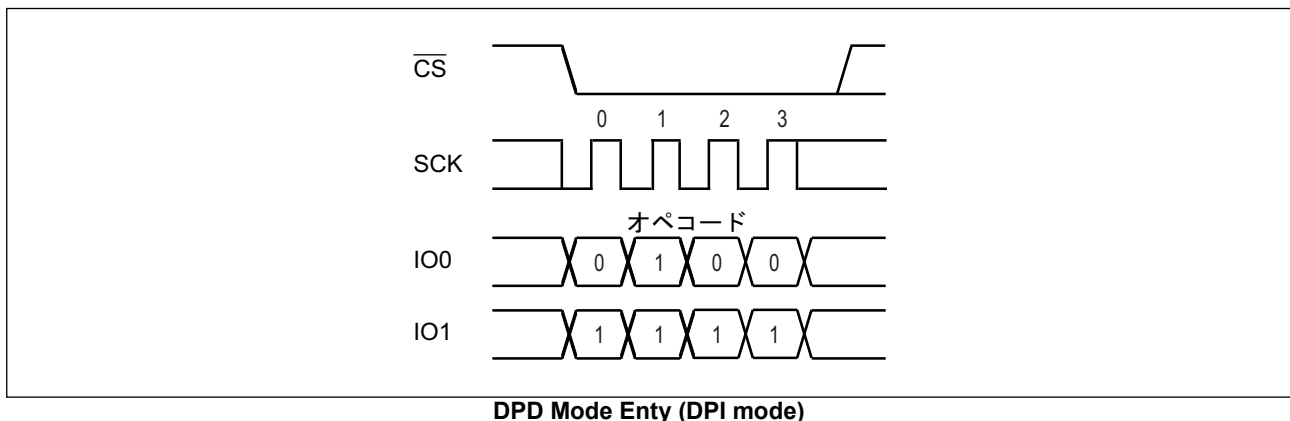 CS
0 1 2 3
SCK
オペコード
IO0 0 1 0 0
IO1 1 1 1 1
DPD Mode Enty (DPI mode)